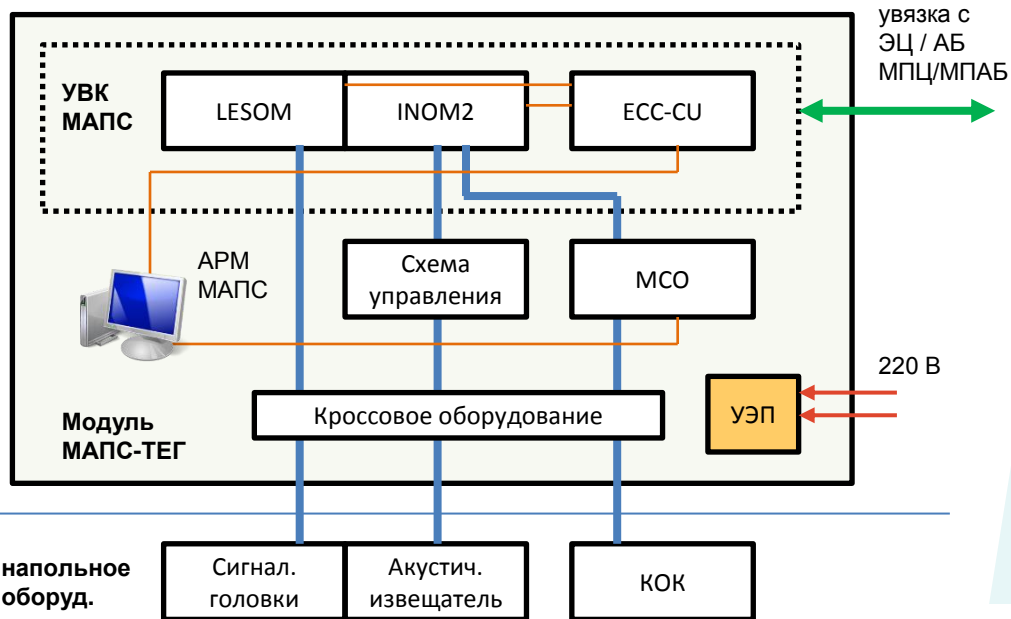 увязка с
ЭЦ / АБ
МПЦ/МПАБ
УВК
МАПС
LESOM
INOM2
ECC-CU
АРМ
МАПС
Схема
управления
МСО
220 В
Кроссовое оборудование
УЭП
Модуль
МАПС-ТЕГ
напольное
оборуд.
Сигнал.
головки
Акустич.
извещатель
КОК